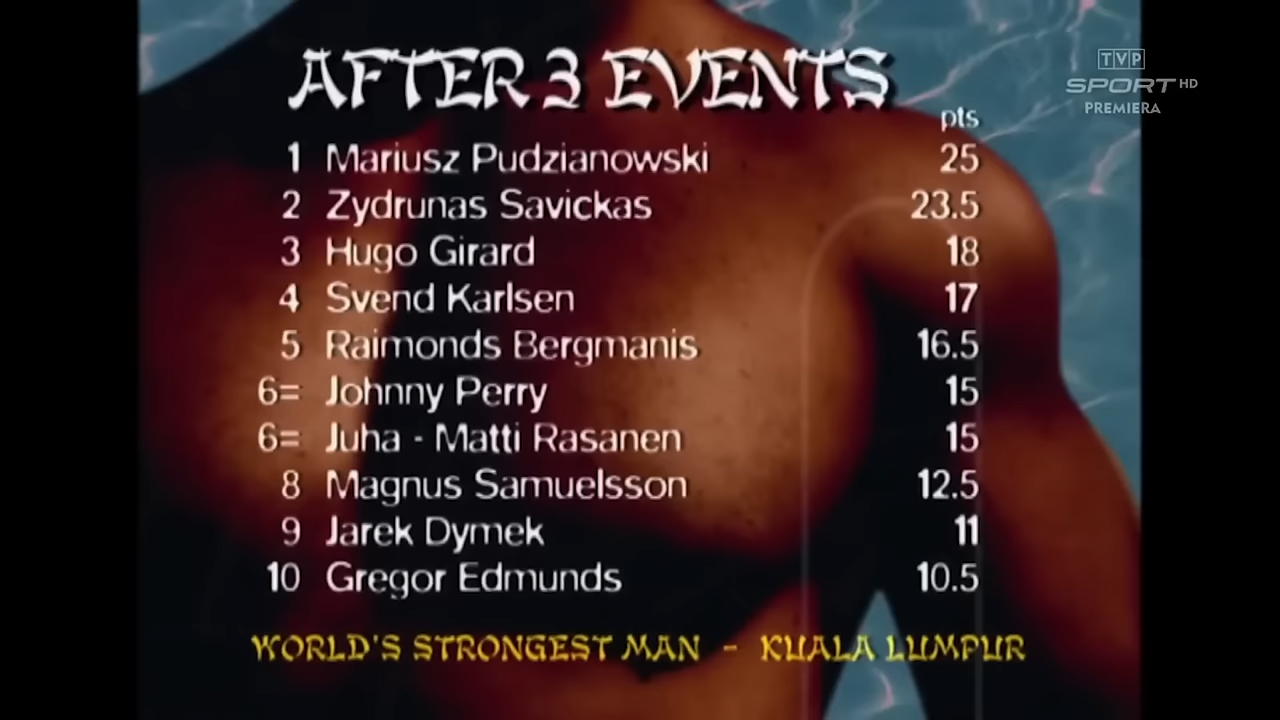 AFTER 3 EVENTS
TVP
SPORT HD
PREMIERA
pts
1 Mariusz Pudzianowski 25
2 Zydrunas Savickas 23.5
3 Hugo Girard 18
4 Svend Karlsen 17
5 Raimonds Bergmanis 16.5
6= Johnny Perry 15
6= Juha - Matti Rasanen 15
8 Magnus Samuelsson 12.5
9 Jarek Dymek 11
10 Gregor Edmunds 10.5
WORLD'S STRONGEST MAN - KUALA LUMPUR